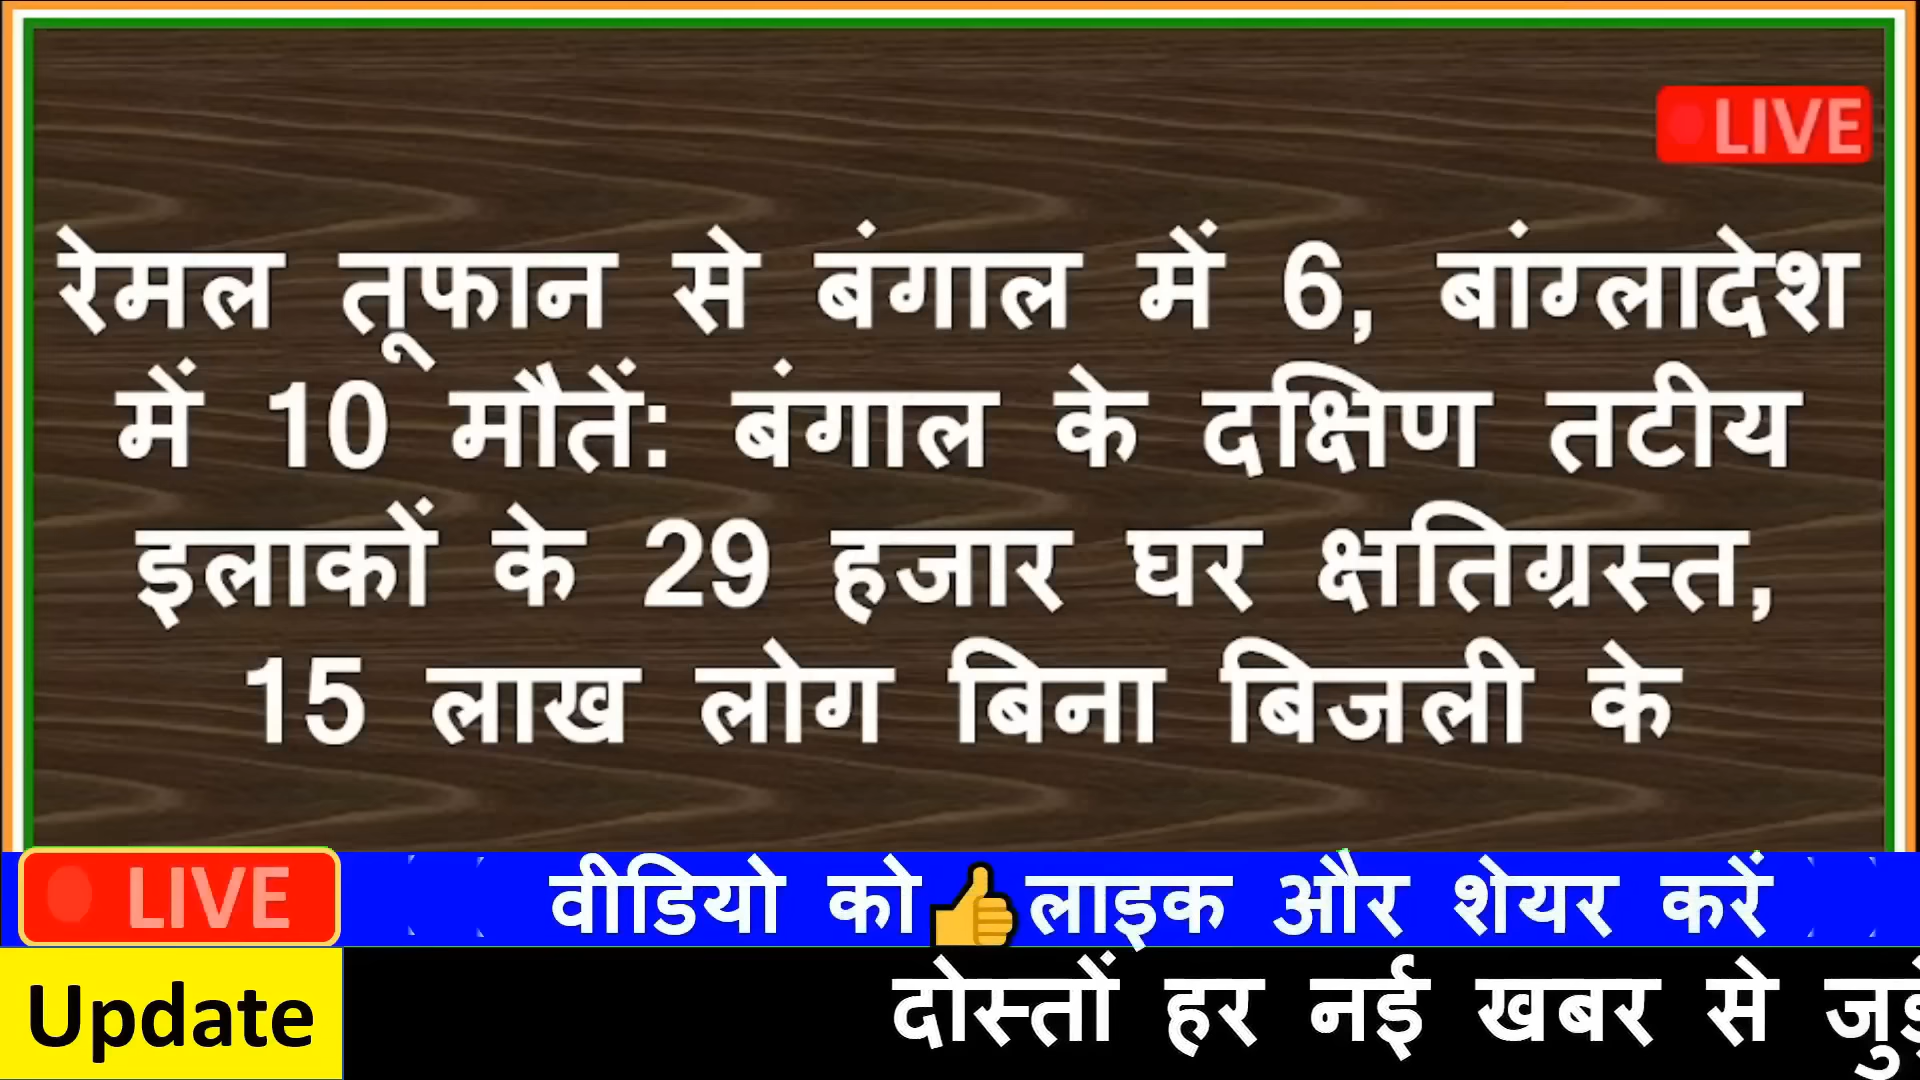 LIVE
रेमल तूफान से बंगाल में 6, बांग्लादेश
में 10 मौतें: बंगाल के दक्षिण तटीय
इलाकों के 29 हजार घर क्षतिग्रस्त,
15 लाख लोग बिना बिजली के
LIVE वीडियो को👍लाइक और शेयर करें
Update दोस्तों हर नई खबर से